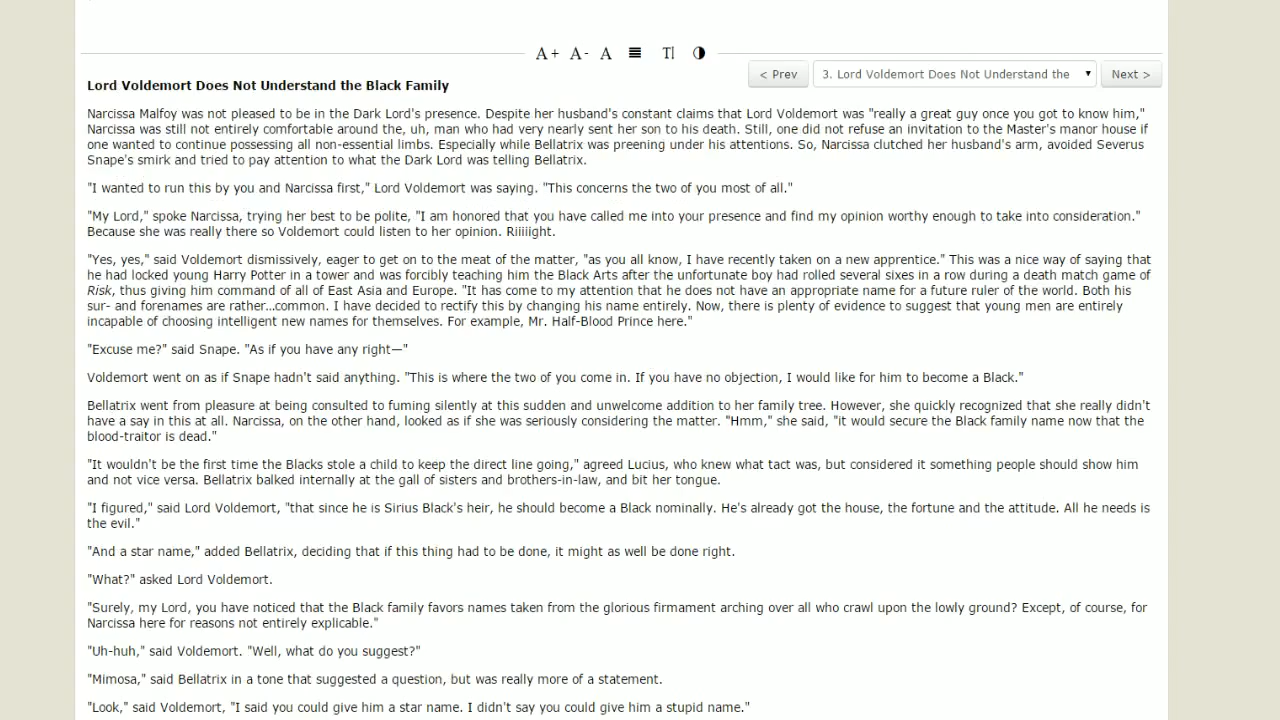 A+ A- A T|
< Prev 3. Lord Voldemort Does Not Understand the Next >
Lord Voldemort Does Not Understand the Black Family
Narcissa Malfoy was not pleased to be in the Dark Lord's presence. Despite her husband's constant claims that Lord Voldemort was "really a great guy once you got to know him,"
Narcissa was still not entirely comfortable around the, uh, man who had very nearly sent her son to his death. Still, one did not refuse an invitation to the Master's manor house if
one wanted to continue possessing all non-essential limbs. Especially while Bellatrix was preening under his attentions. So, Narcissa clutched her husband's arm, avoided Severus
Snape's smirk and tried to pay attention to what the Dark Lord was telling Bellatrix.
"I wanted to run this by you and Narcissa first," Lord Voldemort was saying. "This concerns the two of you most of all."
"My Lord," spoke Narcissa, trying her best to be polite, "I am honored that you have called me into your presence and find my opinion worthy enough to take into consideration."
Because she was really there so Voldemort could listen to her opinion. Riiiiight.
"Yes, yes," said Voldemort dismissively, eager to get on to the meat of the matter, "as you all know, I have recently taken on a new apprentice." This was a nice way of saying that
he had locked young Harry Potter in a tower and was forcibly teaching him the Black Arts after the unfortunate boy had rolled several sixes in a row during a death match game of
Risk, thus giving him command of all of East Asia and Europe. "It has come to my attention that he does not have an appropriate name for a future ruler of the world. Both his
sur- and forenames are rather...common. I have decided to rectify this by changing his name entirely. Now, there is plenty of evidence to suggest that young men are entirely
incapable of choosing intelligent new names for themselves. For example, Mr. Half-Blood Prince here."
"Excuse me?" said Snape. "As if you have any right—"
Voldemort went on as if Snape hadn't said anything. "This is where the two of you come in. If you have no objection, I would like for him to become a Black."
Bellatrix went from pleasure at being consulted to fuming silently at this sudden and unwelcome addition to her family tree. However, she quickly recognized that she really didn't
have a say in this at all. Narcissa, on the other hand, looked as if she was seriously considering the matter. "Hmm," she said, "it would secure the Black family name now that the
blood-traitor is dead."
"It wouldn't be the first time the Blacks stole a child to keep the direct line going," agreed Lucius, who knew what tact was, but considered it something people should show him
and not vice versa. Bellatrix balked internally at the gall of sisters and brothers-in-law, and bit her tongue.
"I figured," said Lord Voldemort, "that since he is Sirius Black's heir, he should become a Black nominally. He's already got the house, the fortune and the attitude. All he needs is
the evil."
"And a star name," added Bellatrix, deciding that if this thing had to be done, it might as well be done right.
"What?" asked Lord Voldemort.
"Surely, my Lord, you have noticed that the Black family favors names taken from the glorious firmament arching over all who crawl upon the lowly ground? Except, of course, for
Narcissa here for reasons not entirely explicable."
"Uh-huh," said Voldemort. "Well, what do you suggest?"
"Mimosa," said Bellatrix in a tone that suggested a question, but was really more of a statement.
"Look," said Voldemort, "I said you could give him a star name. I didn't say you could give him a stupid name."